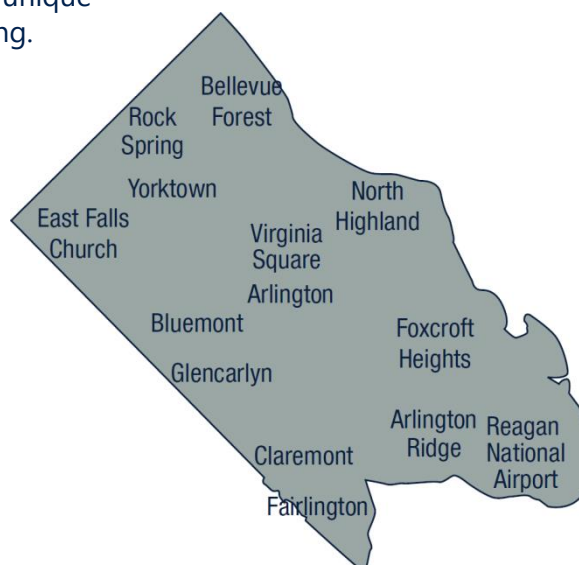 unique
ng.
Bellevue
Forest
Rock
Spring
Yorktown
North
Highland
East Falls
Church
Virginia
Square
Arlington
Bluemont
Foxcroft
Heights
Glencarlyn
Arlington
Ridge
Reagan
National
Airport
Claremont
Fairlington